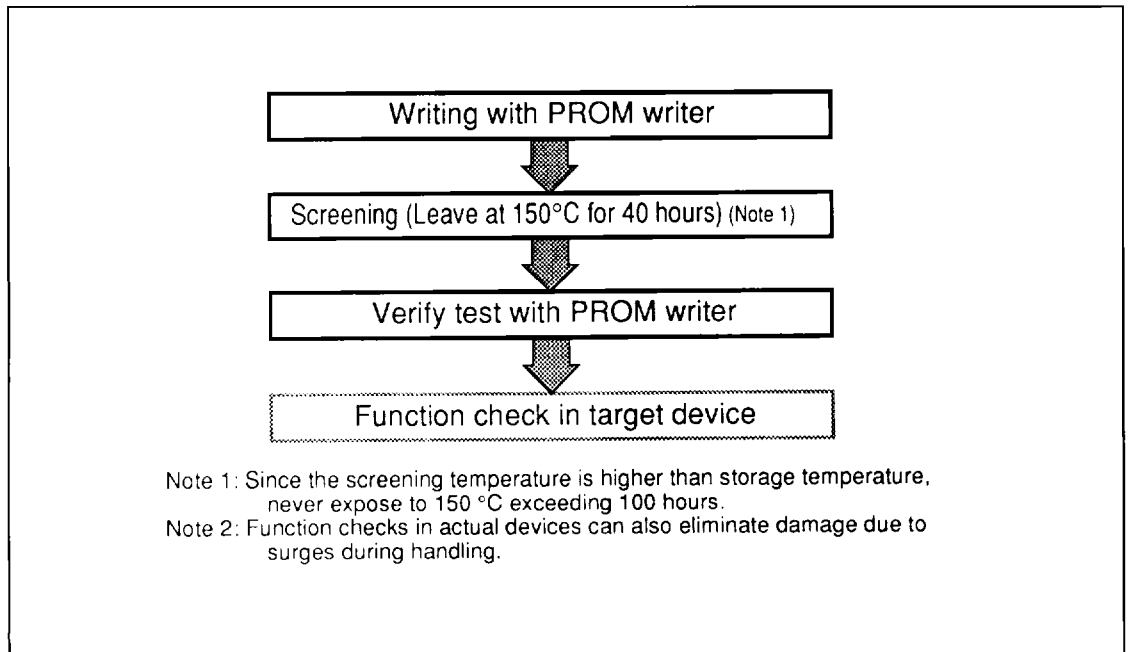 Writing with PROM writer
Screening (Leave at 150°C for 40 hours) (Note 1)
Verify test with PROM writer
Function check in target device
Note 1: Since the screening temperature is higher than storage temperature,
never expose to 150 °C exceeding 100 hours.
Note 2: Function checks in actual devices can also eliminate damage due to
surges during handling.